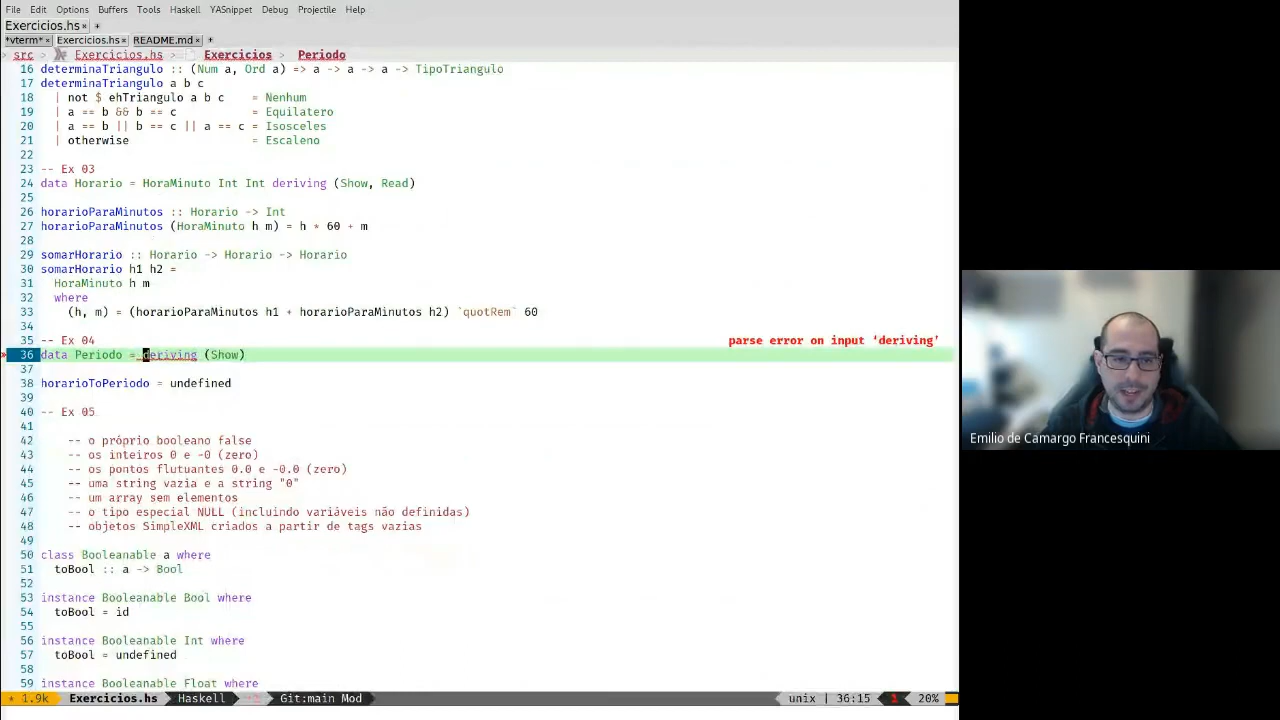 File Edit Options Buffers Tools Haskell YASnippet Debug Projectile Help
Exercicios.hs × +
*vterm* × Exercicios.hs × README.md × +
> src > Exercicios.hs > Exercicios > Periodo
16 determinaTriangulo :: (Num a, Ord a) => a -> a -> a -> TipoTriangulo
17 determinaTriangulo a b c
18 | not $ ehTriangulo a b c = Nenhum
19 | a == b && b == c = Equilatero
20 | a == b || b == c || a == c = Isosceles
21 | otherwise = Escaleno
22
23 -- Ex 03
24 data Horario = HoraMinuto Int Int deriving (Show, Read)
25
26 horarioParaMinutos :: Horario -> Int
27 horarioParaMinutos (HoraMinuto h m) = h * 60 + m
28
29 somarHorario :: Horario -> Horario -> Horario
30 somarHorario h1 h2 =
31 HoraMinuto h m
32 where
33 (h, m) = (horarioParaMinutos h1 + horarioParaMinutos h2) `quotRem` 60
34
35 -- Ex 04 parse error on input ‘deriving’
36 data Periodo = deriving (Show)
37
38 horarioToPeriodo = undefined
39
40 -- Ex 05
41
42 -- o próprio booleano false
43 -- os inteiros 0 e -0 (zero)
44 -- os pontos flutuantes 0.0 e -0.0 (zero)
45 -- uma string vazia e a string "0"
46 -- um array sem elementos
47 -- o tipo especial NULL (incluindo variáveis não definidas)
48 -- objetos SimpleXML criados a partir de tags vazias
49
50 class Booleanable a where
51 toBool :: a -> Bool
52
53 instance Booleanable Bool where
54 toBool = id
55
56 instance Booleanable Int where
57 toBool = undefined
58
59 instance Booleanable Float where
* 1.9k Exercicios.hs Haskell Git:main Mod unix | 36:15 1 20%
Emilio de Camargo Francesquini